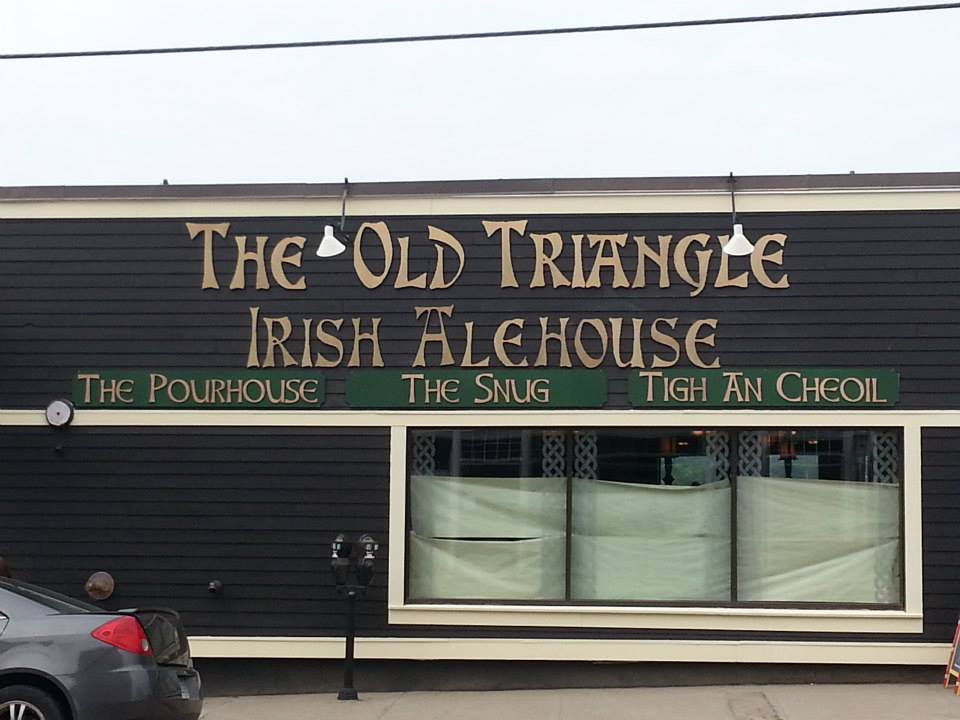 The Old Triangle
Irish Alehouse
The Pourhouse The Snug Tigh An Cheoil